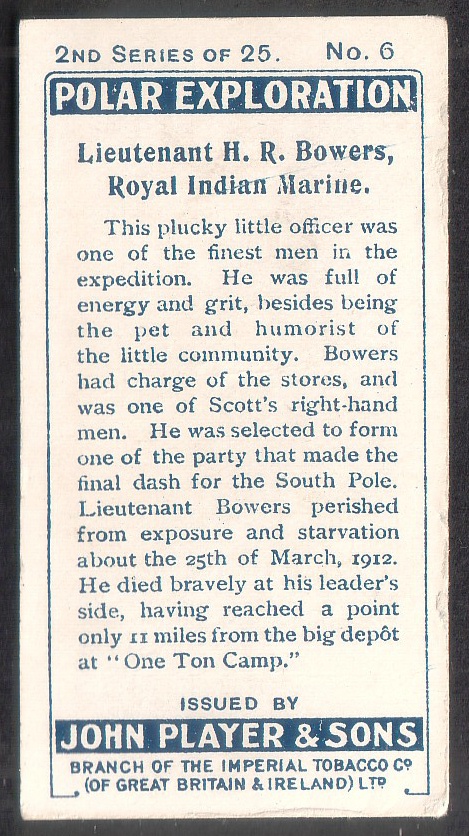 2ND SERIES OF 25. No. 6
POLAR EXPLORATION
Lieutenant H. R. Bowers,
Royal Indian Marine.
This plucky little officer was
one of the finest men in the
expedition. He was full of
energy and grit, besides being
the pet and humorist of
the little community. Bowers
had charge of the stores, and
was one of Scott's right-hand
men. He was selected to form
one of the party that made the
final dash for the South Pole.
Lieutenant Bowers perished
from exposure and starvation
about the 25th of March, 1912.
He died bravely at his leader's
side, having reached a point
only 11 miles from the big depôt
at "One Ton Camp."
ISSUED BY
JOHN PLAYER & SONS
BRANCH OF THE IMPERIAL TOBACCO Co
(OF GREAT BRITAIN & IRELAND) LTD